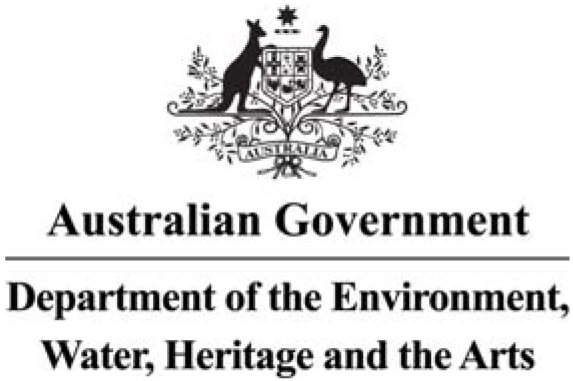 AUSTRALIA
Australian Government
Department of the Environment,
Water, Heritage and the Arts